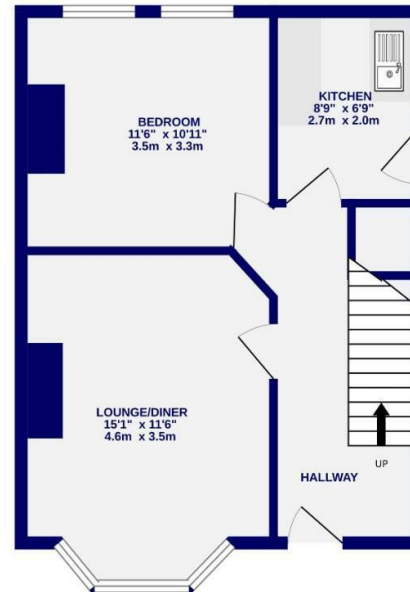 BEDROOM
11'6" x 10'11"
3.5m x 3.3m
KITCHEN
8'9" x 6'9"
2.7m x 2.0m
LOUNGE/DINER
15'1" x 11'6"
4.6m x 3.5m
UP
HALLWAY